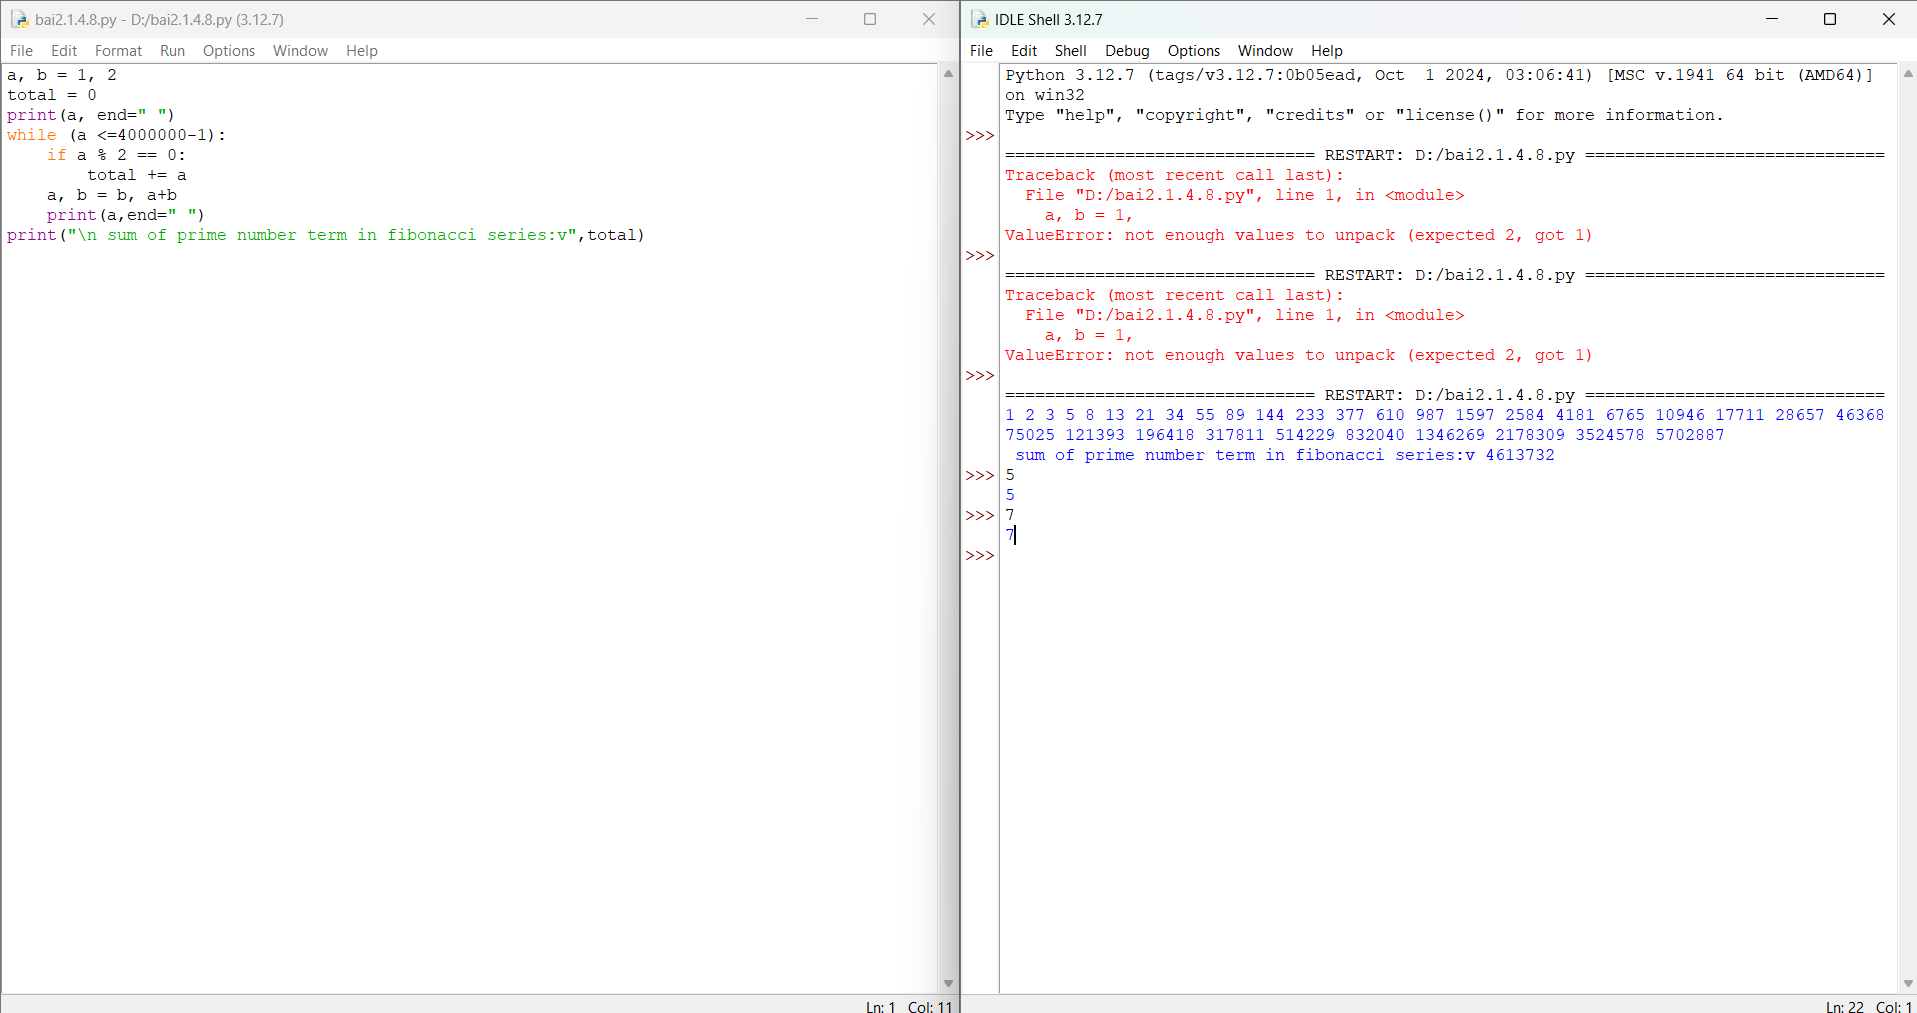 bai2.1.4.8.py - D:/bai2.1.4.8.py (3.12.7)
File Edit Format Run Options Window Help
a, b = 1, 2
total = 0
print(a, end=" ")
while (a <=4000000-1):
    if a % 2 == 0:
        total += a
    a, b = b, a+b
    print(a,end=" ")
print("\n sum of prime number term in fibonacci series:v",total)
Ln: 1 Col: 11
IDLE Shell 3.12.7
File Edit Shell Debug Options Window Help
Python 3.12.7 (tags/v3.12.7:0b05ead, Oct  1 2024, 03:06:41) [MSC v.1941 64 bit (AMD64)]
on win32
Type "help", "copyright", "credits" or "license()" for more information.
>>>
=============================== RESTART: D:/bai2.1.4.8.py ==============================
Traceback (most recent call last):
  File "D:/bai2.1.4.8.py", line 1, in <module>
    a, b = 1,
ValueError: not enough values to unpack (expected 2, got 1)
>>>
=============================== RESTART: D:/bai2.1.4.8.py ==============================
Traceback (most recent call last):
  File "D:/bai2.1.4.8.py", line 1, in <module>
    a, b = 1,
ValueError: not enough values to unpack (expected 2, got 1)
>>>
=============================== RESTART: D:/bai2.1.4.8.py ==============================
1 2 3 5 8 13 21 34 55 89 144 233 377 610 987 1597 2584 4181 6765 10946 17711 28657 46368
75025 121393 196418 317811 514229 832040 1346269 2178309 3524578 5702887
 sum of prime number term in fibonacci series:v 4613732
>>> 5
5
>>> 7
7
>>>
Ln: 22 Col: 1